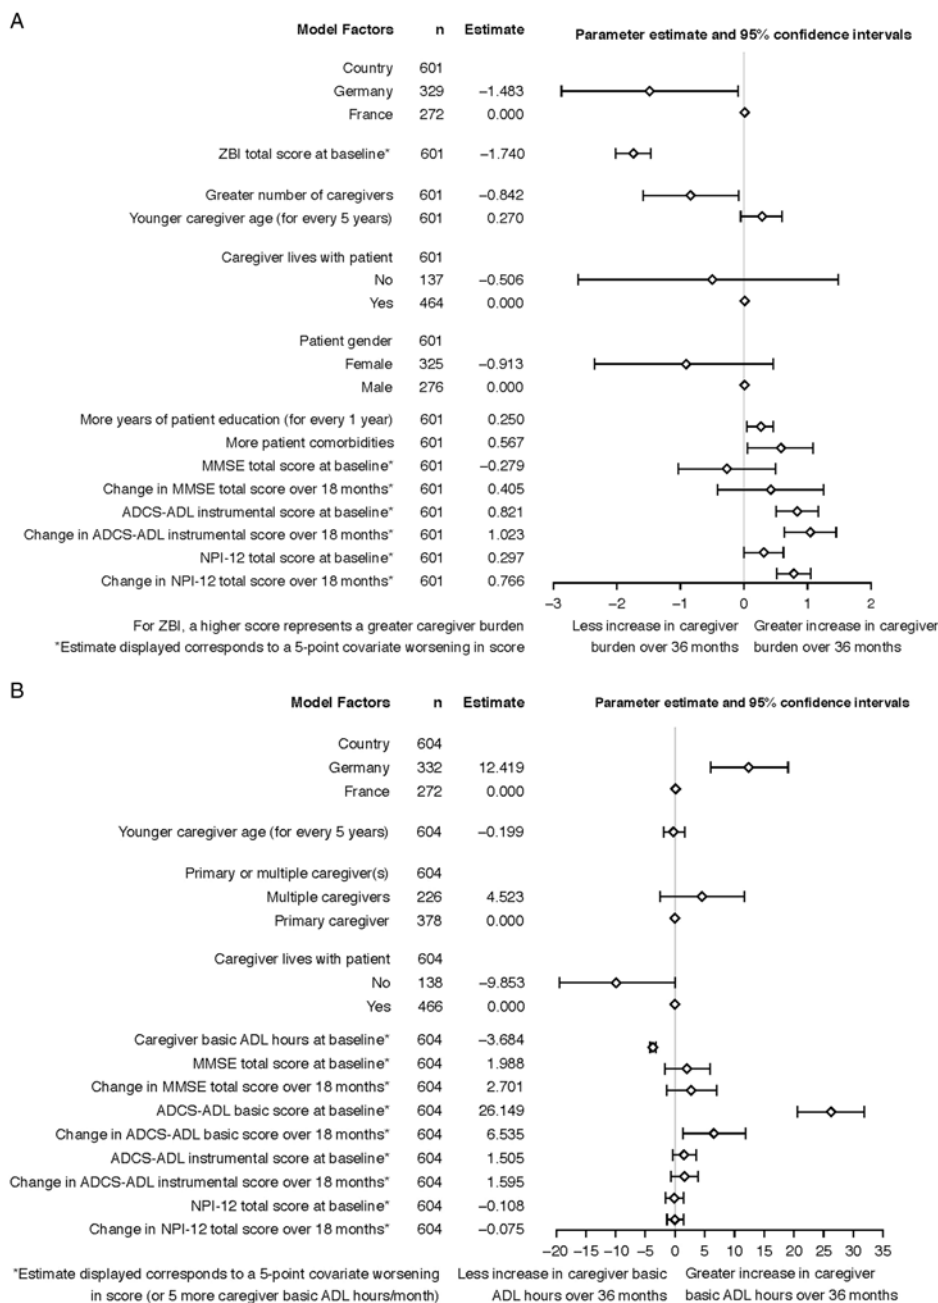 A
Model Factors n Estimate Parameter estimate and 95% confidence intervals
Country 601
Germany 329 −1.483
France 272 0.000
ZBI total score at baseline* 601 −1.740
Greater number of caregivers 601 −0.842
Younger caregiver age (for every 5 years) 601 0.270
Caregiver lives with patient 601
No 137 −0.506
Yes 464 0.000
Patient gender 601
Female 325 −0.913
Male 276 0.000
More years of patient education (for every 1 year) 601 0.250
More patient comorbidities 601 0.567
MMSE total score at baseline* 601 −0.279
Change in MMSE total score over 18 months* 601 0.405
ADCS-ADL instrumental score at baseline* 601 0.821
Change in ADCS-ADL instrumental score over 18 months* 601 1.023
NPI-12 total score at baseline* 601 0.297
Change in NPI-12 total score over 18 months* 601 0.766
−3 −2 −1 0 1 2
For ZBI, a higher score represents a greater caregiver burden Less increase in caregiver Greater increase in caregiver
*Estimate displayed corresponds to a 5-point covariate worsening in score burden over 36 months burden over 36 months
B
Model Factors n Estimate Parameter estimate and 95% confidence intervals
Country 604
Germany 332 12.419
France 272 0.000
Younger caregiver age (for every 5 years) 604 −0.199
Primary or multiple caregiver(s) 604
Multiple caregivers 226 4.523
Primary caregiver 378 0.000
Caregiver lives with patient 604
No 138 −9.853
Yes 466 0.000
Caregiver basic ADL hours at baseline* 604 −3.684
MMSE total score at baseline* 604 1.988
Change in MMSE total score over 18 months* 604 2.701
ADCS-ADL basic score at baseline* 604 26.149
Change in ADCS-ADL basic score over 18 months* 604 6.535
ADCS-ADL instrumental score at baseline* 604 1.505
Change in ADCS-ADL instrumental score over 18 months* 604 1.595
NPI-12 total score at baseline* 604 −0.108
Change in NPI-12 total score over 18 months* 604 −0.075
−20 −15 −10 −5 0 5 10 15 20 25 30 35
*Estimate displayed corresponds to a 5-point covariate worsening Less increase in caregiver basic Greater increase in caregiver
in score (or 5 more caregiver basic ADL hours/month) ADL hours over 36 months basic ADL hours over 36 months